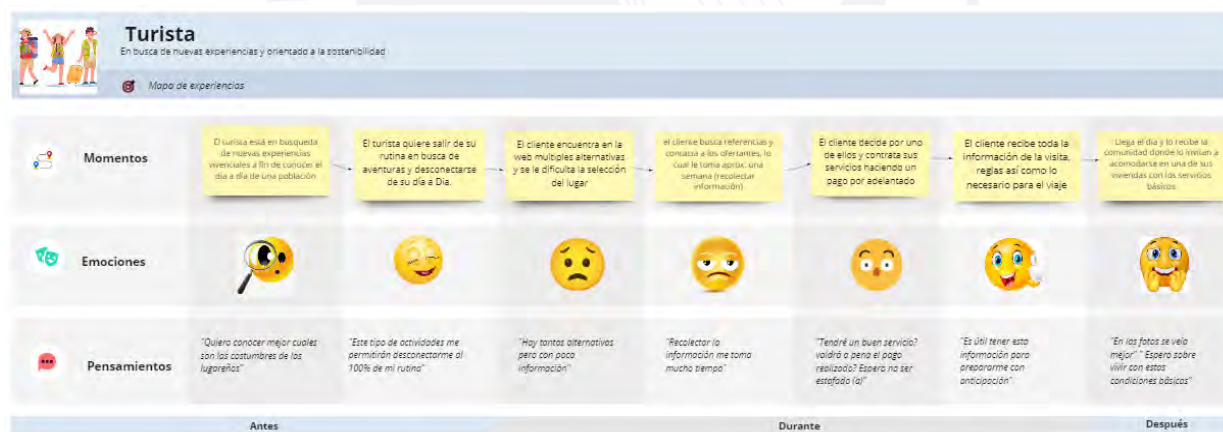 Turista
En busca de nuevas experiencias y orientado a la sostenibilidad
Mapa de experiencias
Momentos
El turista está en búsqueda
de nuevas experiencias
vivenciales a fin de conocer el
día a día de una población
El turista quiere salir de su
rutina en busca de
aventuras y desconectarse
de su día a Dia.
El cliente encuentra en la
web multiples alternativas
y se le dificulta la selección
del lugar
el cliente busca referencias y
contacta a los ofertantes, lo
cual le toma aprox. una
semana (recolectar
información)
El cliente decide por uno
de ellos y contrata sus
servicios haciendo un
pago por adelantado
El cliente recibe toda la
información de la visita,
reglas así como lo
necesario para el viaje
Llega el día y lo recibe la
comunidad donde lo invitan a
acomodarse en una de sus
viviendas con los servicios
básicos
Emociones
Pensamientos
"Quiero conocer mejor cuales
son las costumbres de los
lugareños"
"Este tipo de actividades me
permitirán desconectarme al
100% de mi rutina"
"Hay tantas alternativas
pero con poca
información"
"Recolectar la
información me toma
mucho tiempo"
"Tendré un buen servicio?
valdrá a pena el pago
realizado? Espero no ser
estafado (a)"
"Es útil tener esta
información para
prepararme con
anticipación"
"En las fotos se veía
mejor" " Espero sobre
vivir con estas
condiciones básicas"
Antes
Durante
Después